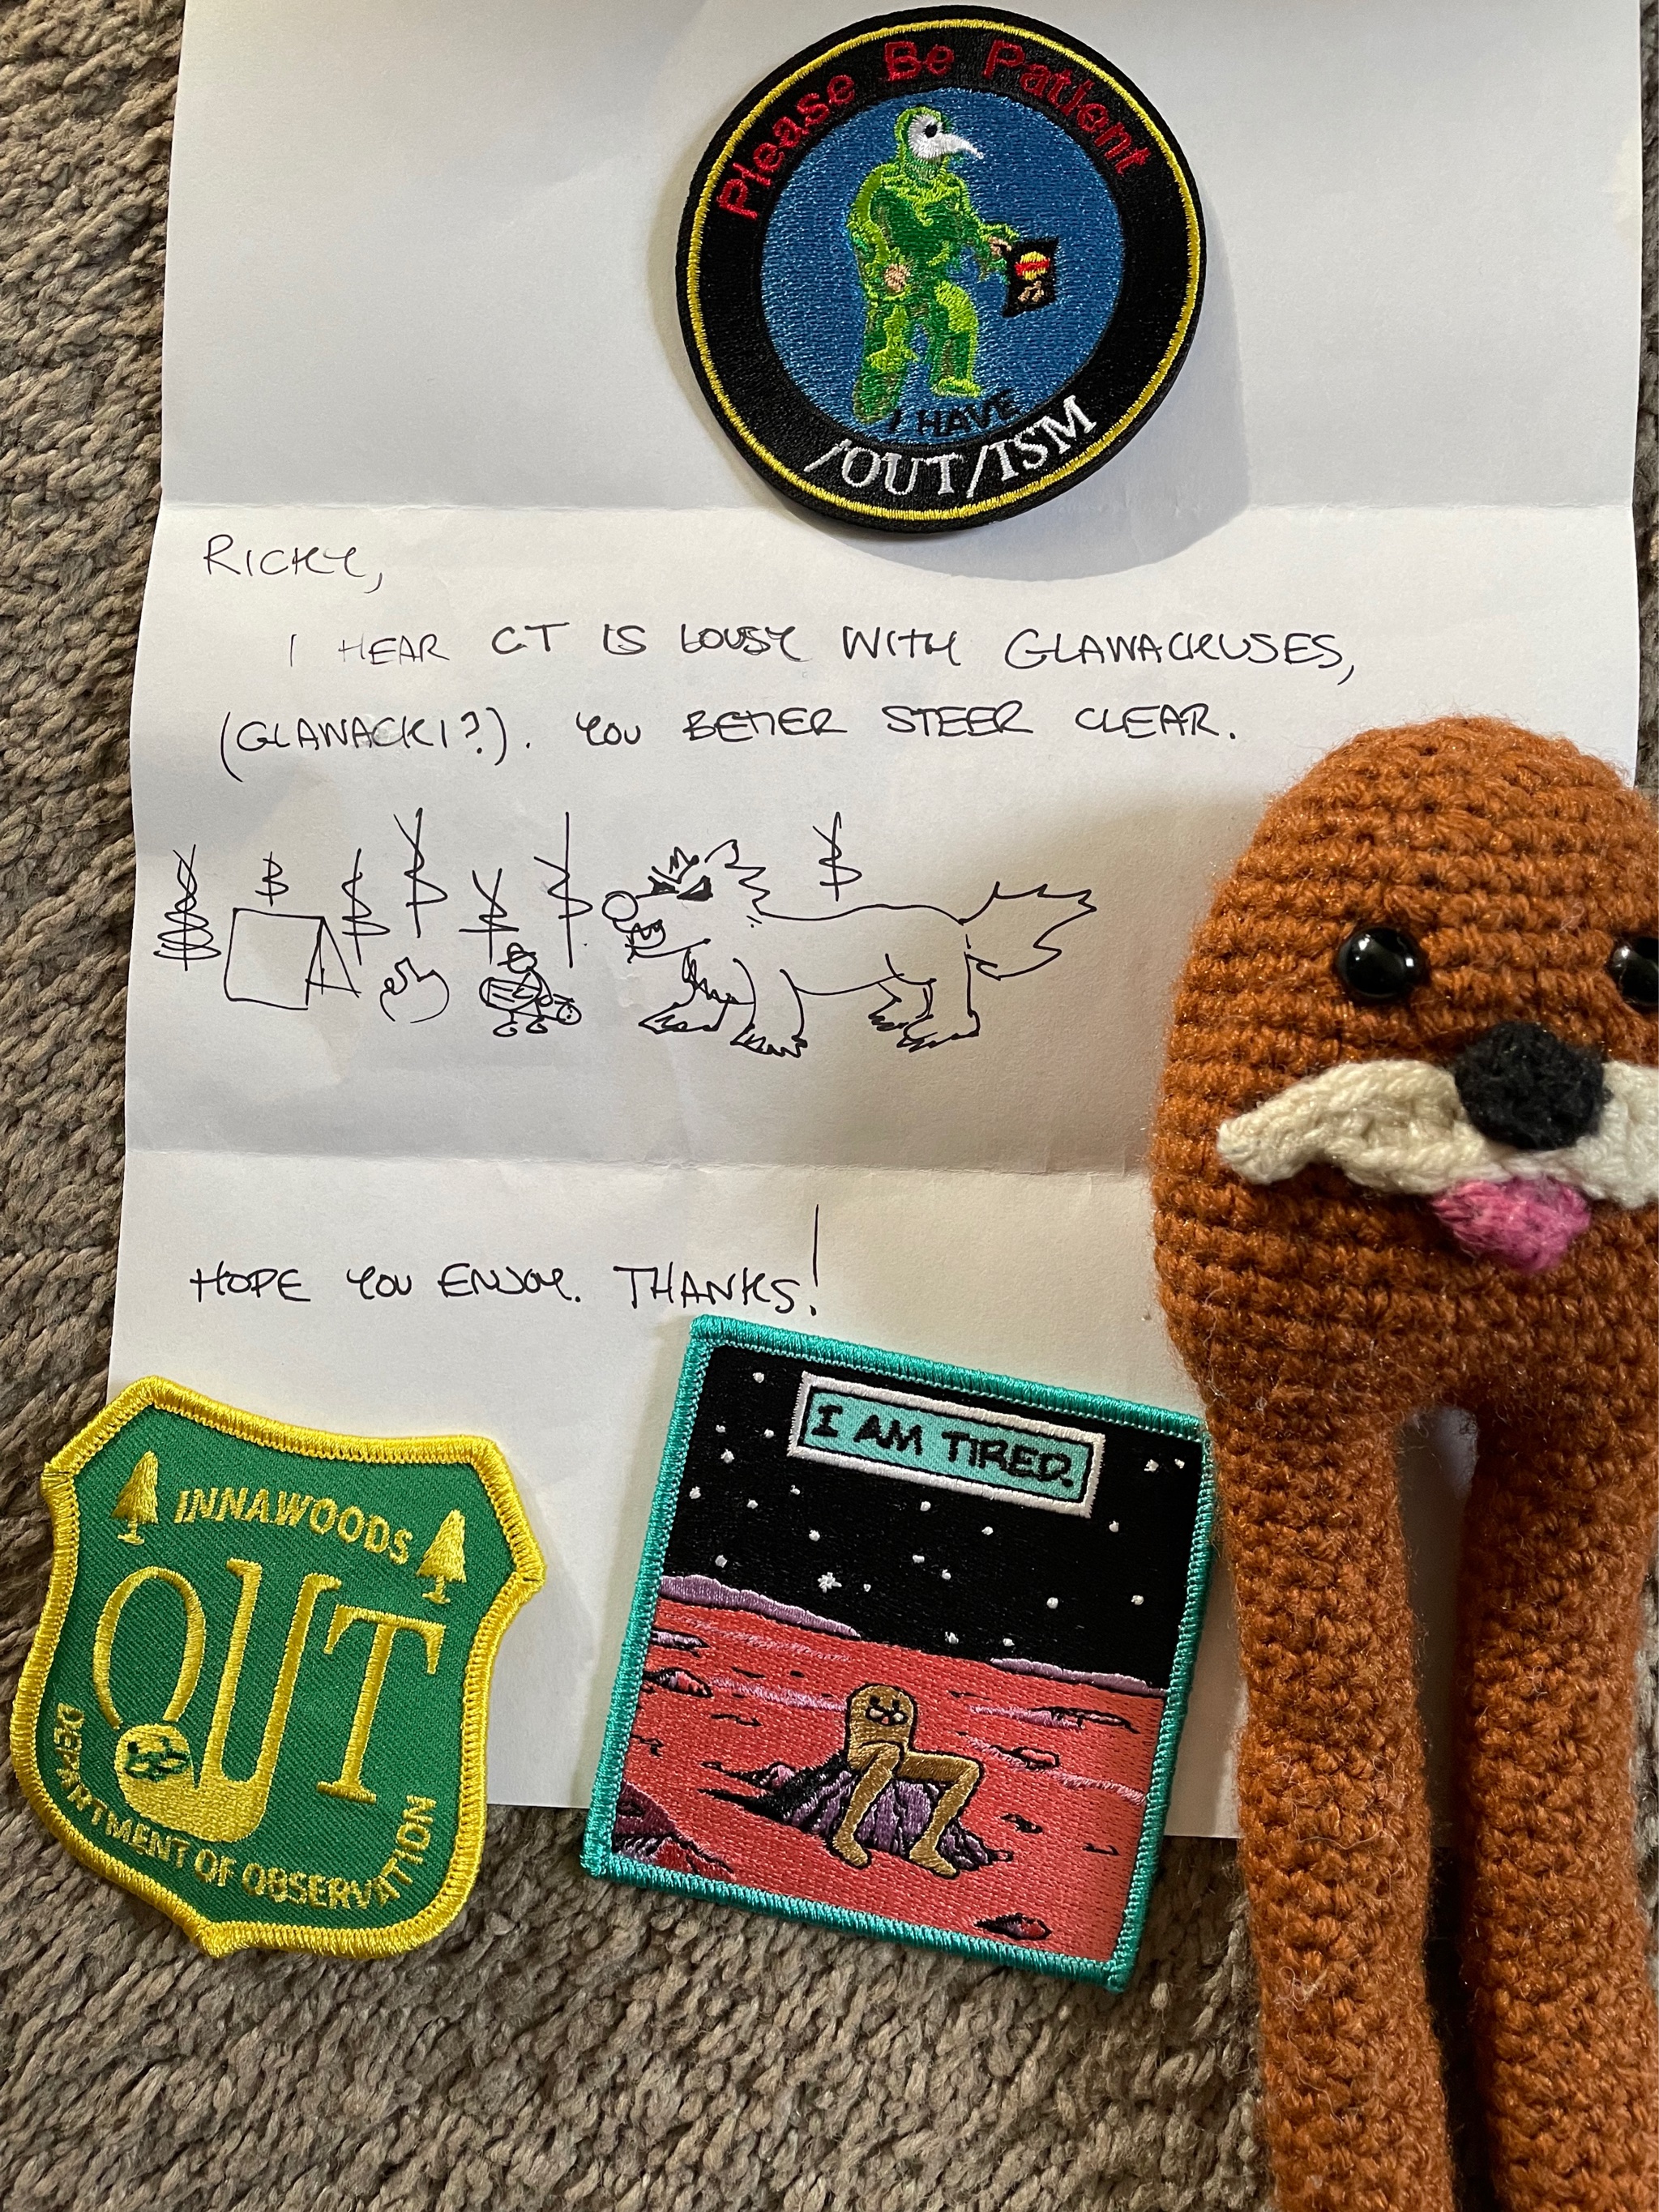 Please Be Patient
I HAVE
/OUT/ISM
RICKY,
I HEAR CT IS LOUSY WITH GLAWACKUSES,
(GLAWACKI?). YOU BETTER STEER CLEAR.
HOPE YOU ENJOY. THANKS!
INNAWOODS
OUT
DEPARTMENT OF OBSERVATION
I AM TIRED.